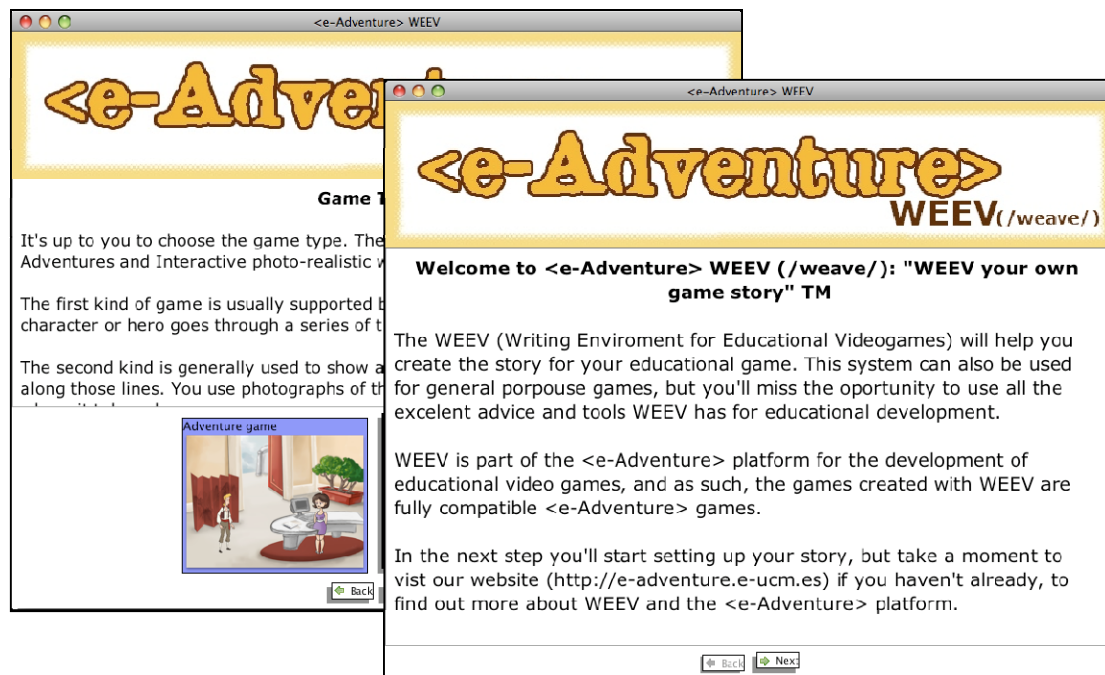 <e-Adventure> WEEV
<e-Advent
Game T
It's up to you to choose the game type. The
Adventures and Interactive photo-realistic w
The first kind of game is usually supported b
character or hero goes through a series of t
The second kind is generally used to show a
along those lines. You use photographs of th
Adventure game
Back
<e-Adventure> WEEV
<e-Adventure>
WEEV(/weave/)
Welcome to <e-Adventure> WEEV (/weave/): "WEEV your own
game story" TM
The WEEV (Writing Enviroment for Educational Videogames) will help you
create the story for your educational game. This system can also be used
for general porpouse games, but you'll miss the oportunity to use all the
excelent advice and tools WEEV has for educational development.
WEEV is part of the <e-Adventure> platform for the development of
educational video games, and as such, the games created with WEEV are
fully compatible <e-Adventure> games.
In the next step you'll start setting up your story, but take a moment to
vist our website (http://e-adventure.e-ucm.es) if you haven't already, to
find out more about WEEV and the <e-Adventure> platform.
Back
Next